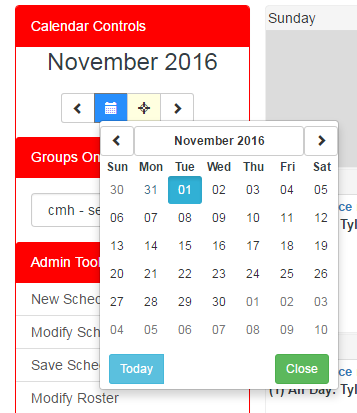 Calendar Controls
Sunday
November 2016
November 2016
Sun Mon Tue Wed Thu Fri Sat
30 31 01 02 03 04 05
06 07 08 09 10 11 12
13 14 15 16 17 18 19
20 21 22 23 24 25 26
27 28 29 30 01 02 03
04 05 06 07 08 09 10
Today Close
Groups On
cmh - se
Admin Tool
New Sched
Modify Sch
Save Sche
Modify Roster
ce
: Tyl
ce
(1) All Day: Tyl